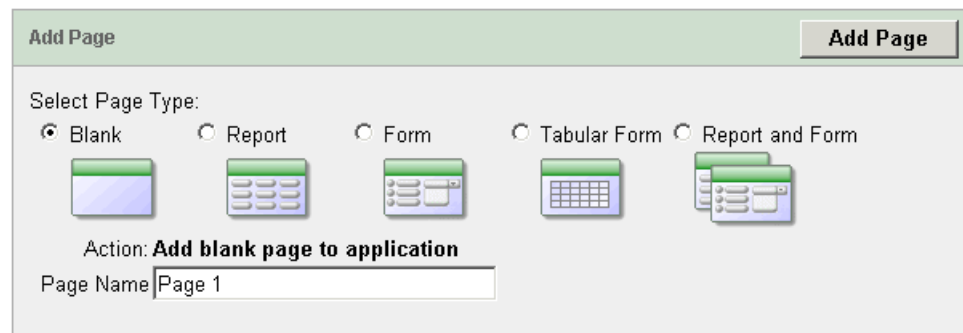 Add Page Add Page
Select Page Type:
Blank Report Form Tabular Form Report and Form
Action: Add blank page to application
Page Name Page 1